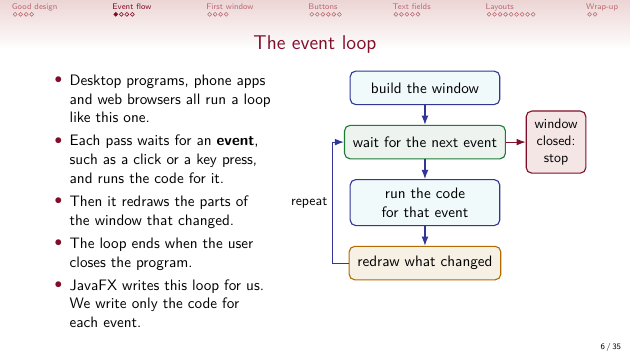 Good design Event flow First window Buttons Text fields Layouts Wrap-up
The event loop
• Desktop programs, phone apps
and web browsers all run a loop
like this one.
• Each pass waits for an event,
such as a click or a key press,
and runs the code for it.
• Then it redraws the parts of
the window that changed.
• The loop ends when the user
closes the program.
• JavaFX writes this loop for us.
We write only the code for
each event.
build the window
wait for the next event
window
closed:
stop
run the code
for that event
repeat
redraw what changed
6 / 35